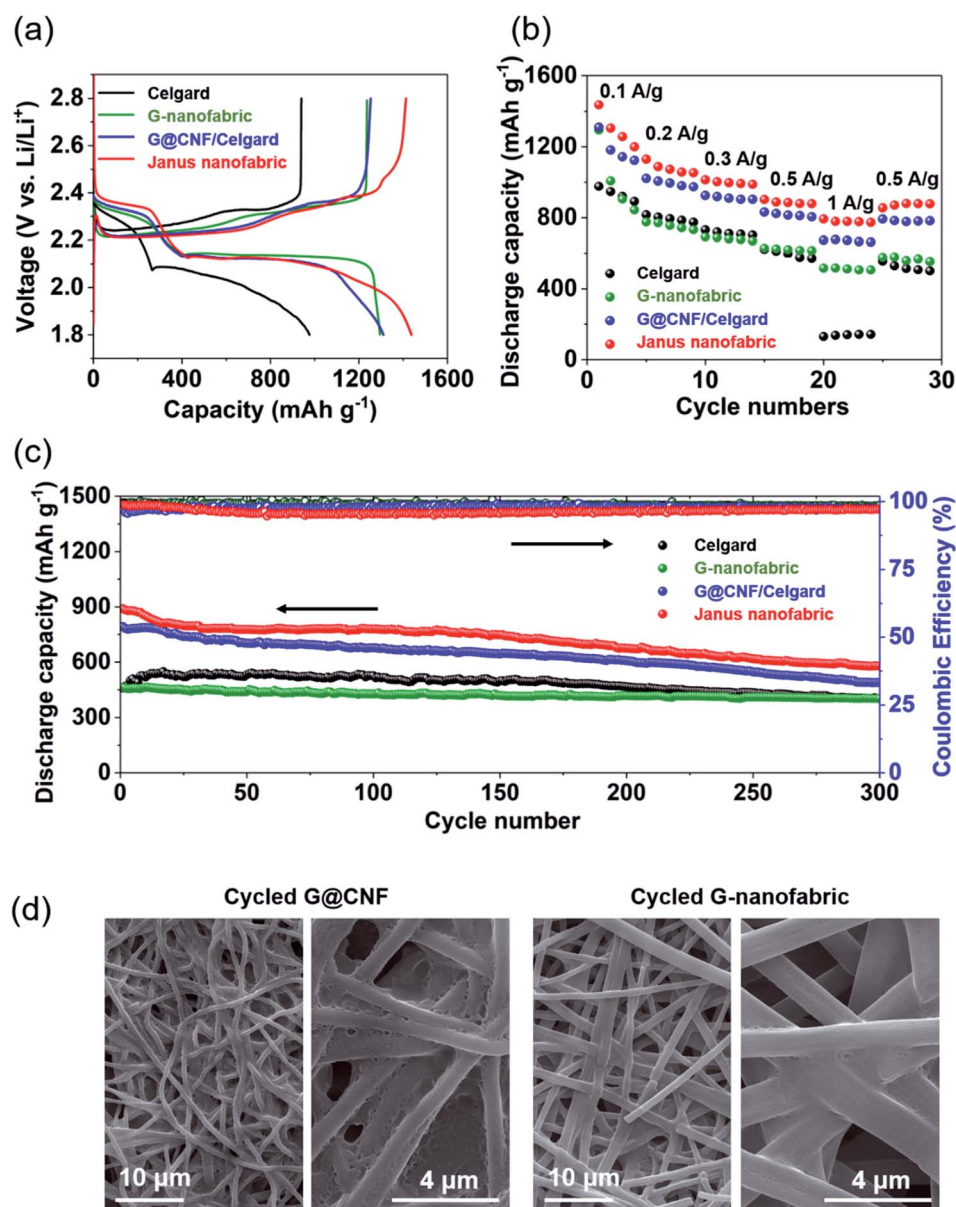 (a)
Voltage (V vs. Li/Li⁺)
2.8
2.6
2.4
2.2
2.0
1.8
Celgard
G-nanofabric
G@CNF/Celgard
Janus nanofabric
0
400
800
1200
1600
Capacity (mAh g⁻¹)
(b)
Discharge capacity (mAh g⁻¹)
1600
1200
800
400
0
0.1 A/g
0.2 A/g
0.3 A/g
0.5 A/g
1 A/g
0.5 A/g
Celgard
G-nanofabric
G@CNF/Celgard
Janus nanofabric
0
10
20
30
Cycle numbers
(c)
Discharge capacity (mAh g⁻¹)
1500
1200
900
600
300
0
Celgard
G-nanofabric
G@CNF/Celgard
Janus nanofabric
100
75
50
25
0
Coulombic Efficiency (%)
0
50
100
150
200
250
300
Cycle number
(d)
Cycled G@CNF
Cycled G-nanofabric
10 µm
4 µm
10 µm
4 µm